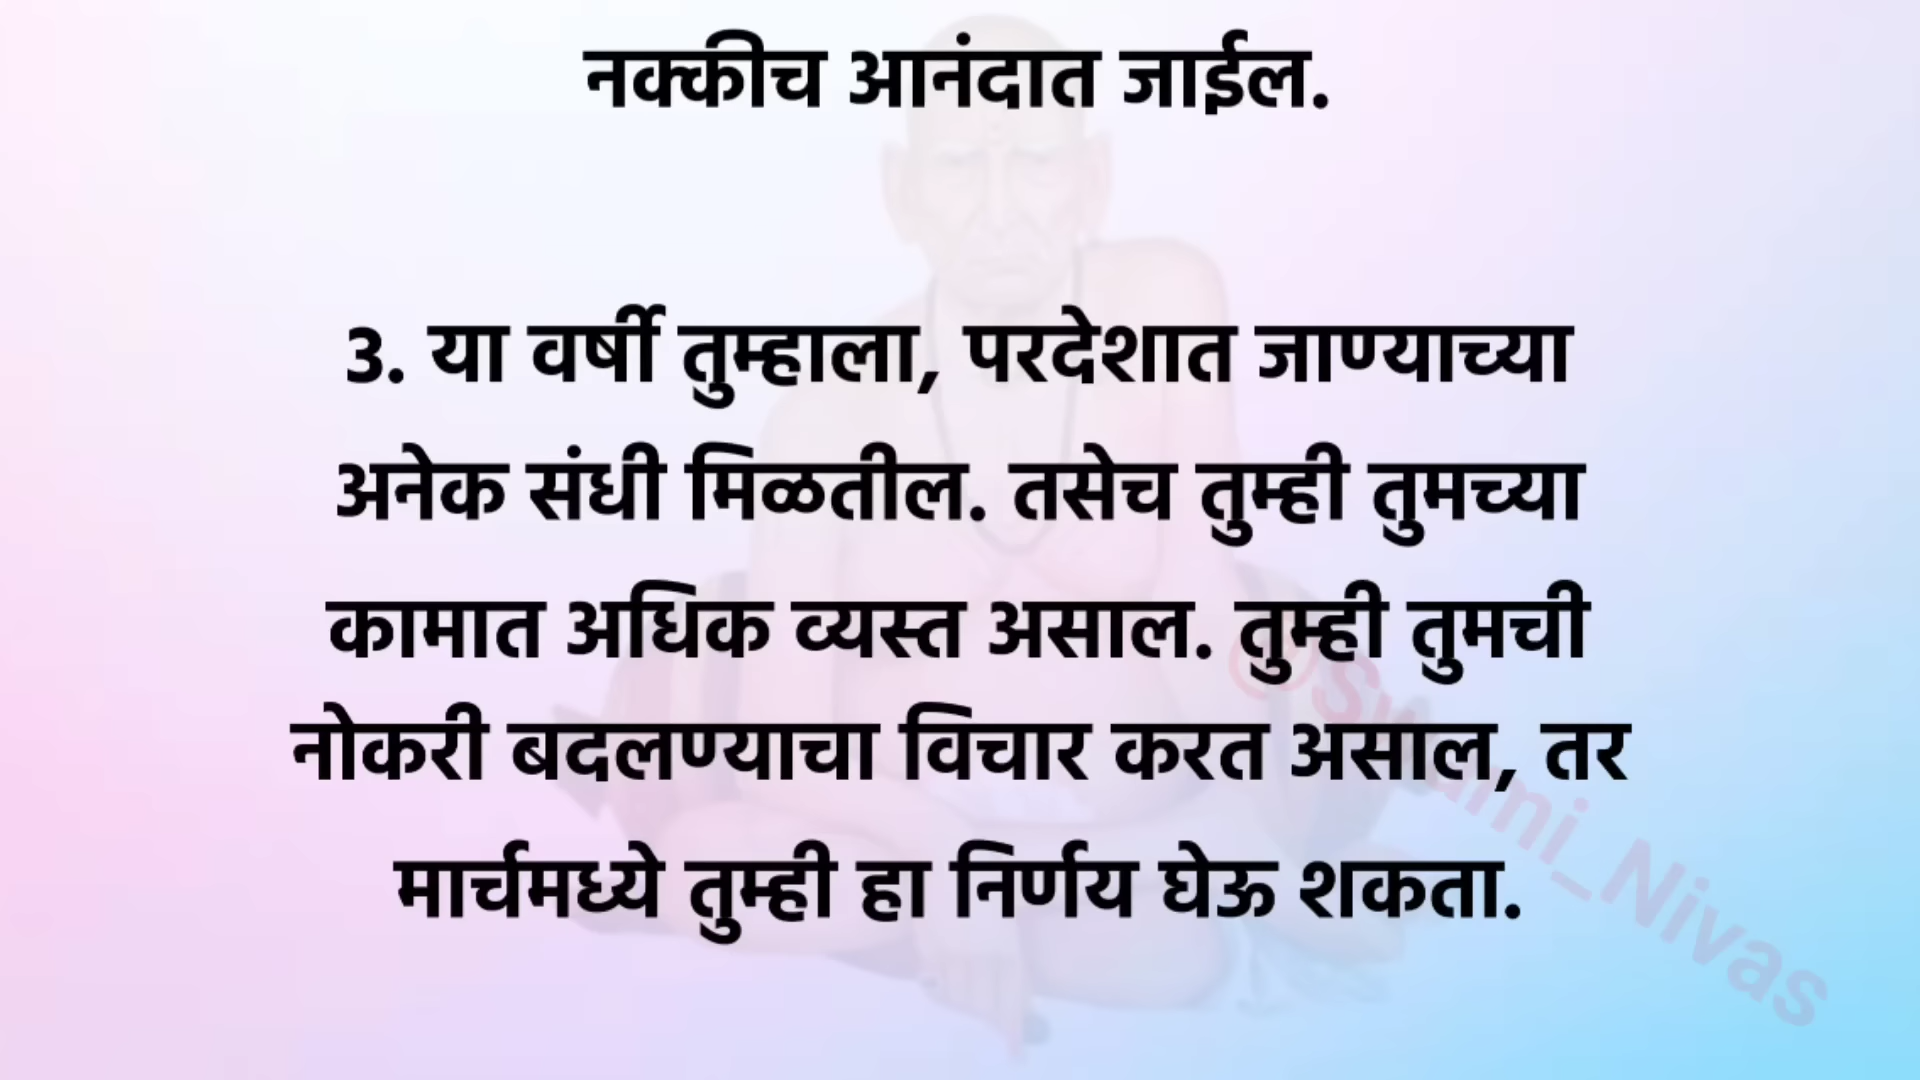 नक्कीच आनंदात जाईल.
3. या वर्षी तुम्हाला, परदेशात जाण्याच्या
अनेक संधी मिळतील. तसेच तुम्ही तुमच्या
कामात अधिक व्यस्त असाल. तुम्ही तुमची
नोकरी बदलण्याचा विचार करत असाल, तर
मार्चमध्ये तुम्ही हा निर्णय घेऊ शकता.
@Swami_Nivas